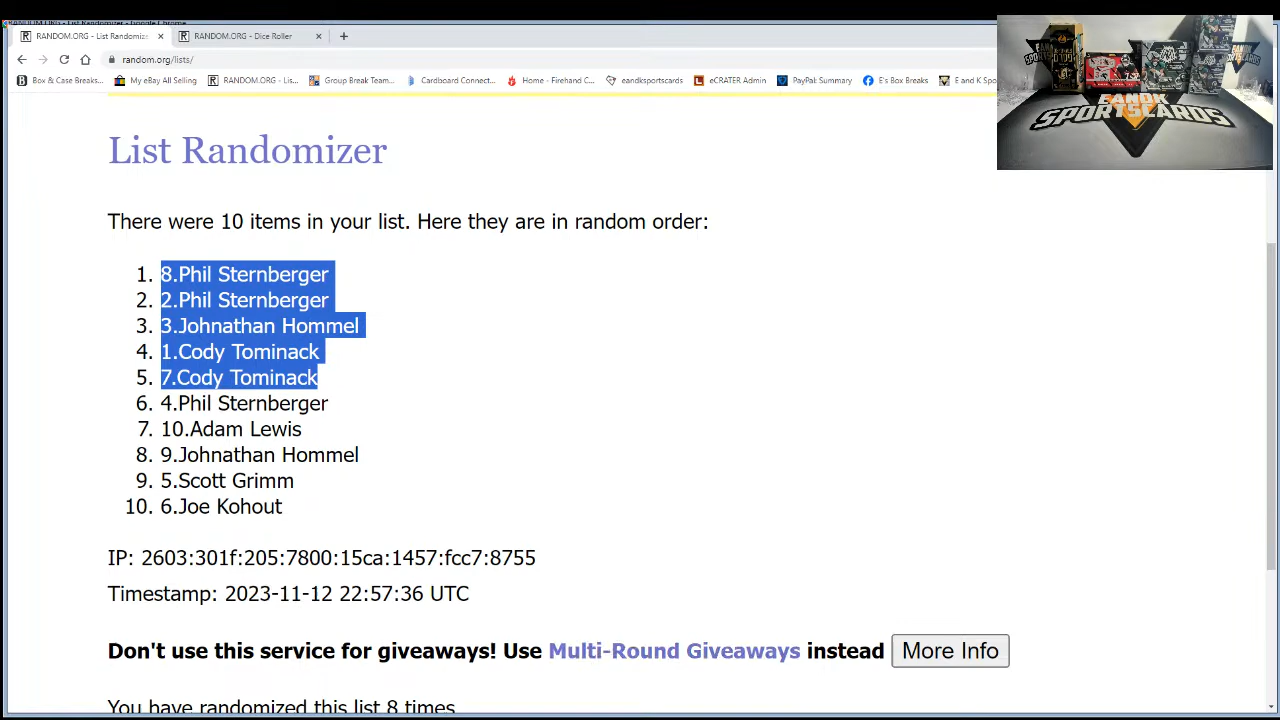 RANDOM.ORG - List Randomiz
RANDOM.ORG - Dice Roller
random.org/lists/
Box & Case Breaks...
My eBay All Selling
RANDOM.ORG - Lis...
Group Break Team...
Cardboard Connect...
Home - Firehand C...
eandksportscards
eCRATER Admin
PayPak Summary
E's Box Breaks
E and K Spo
EANDK
SPORTSCARDS
List Randomizer
There were 10 items in your list. Here they are in random order:
1. 8.Phil Sternberger
2. 2.Phil Sternberger
3. 3.Johnathan Hommel
4. 1.Cody Tominack
5. 7.Cody Tominack
6. 4.Phil Sternberger
7. 10.Adam Lewis
8. 9.Johnathan Hommel
9. 5.Scott Grimm
10. 6.Joe Kohout
IP: 2603:301f:205:7800:15ca:1457:fcc7:8755
Timestamp: 2023-11-12 22:57:36 UTC
Don't use this service for giveaways! Use Multi-Round Giveaways instead More Info
You have randomized this list 8 times